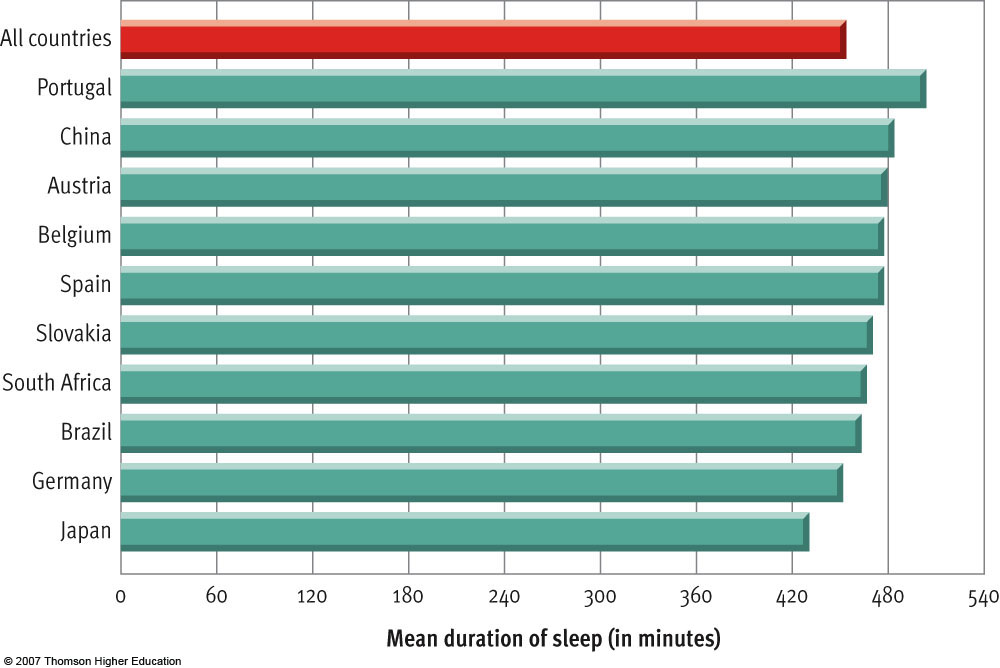 All countries
Portugal
China
Austria
Belgium
Spain
Slovakia
South Africa
Brazil
Germany
Japan
0 60 120 180 240 300 360 420 480 540
Mean duration of sleep (in minutes)
© 2007 Thomson Higher Education